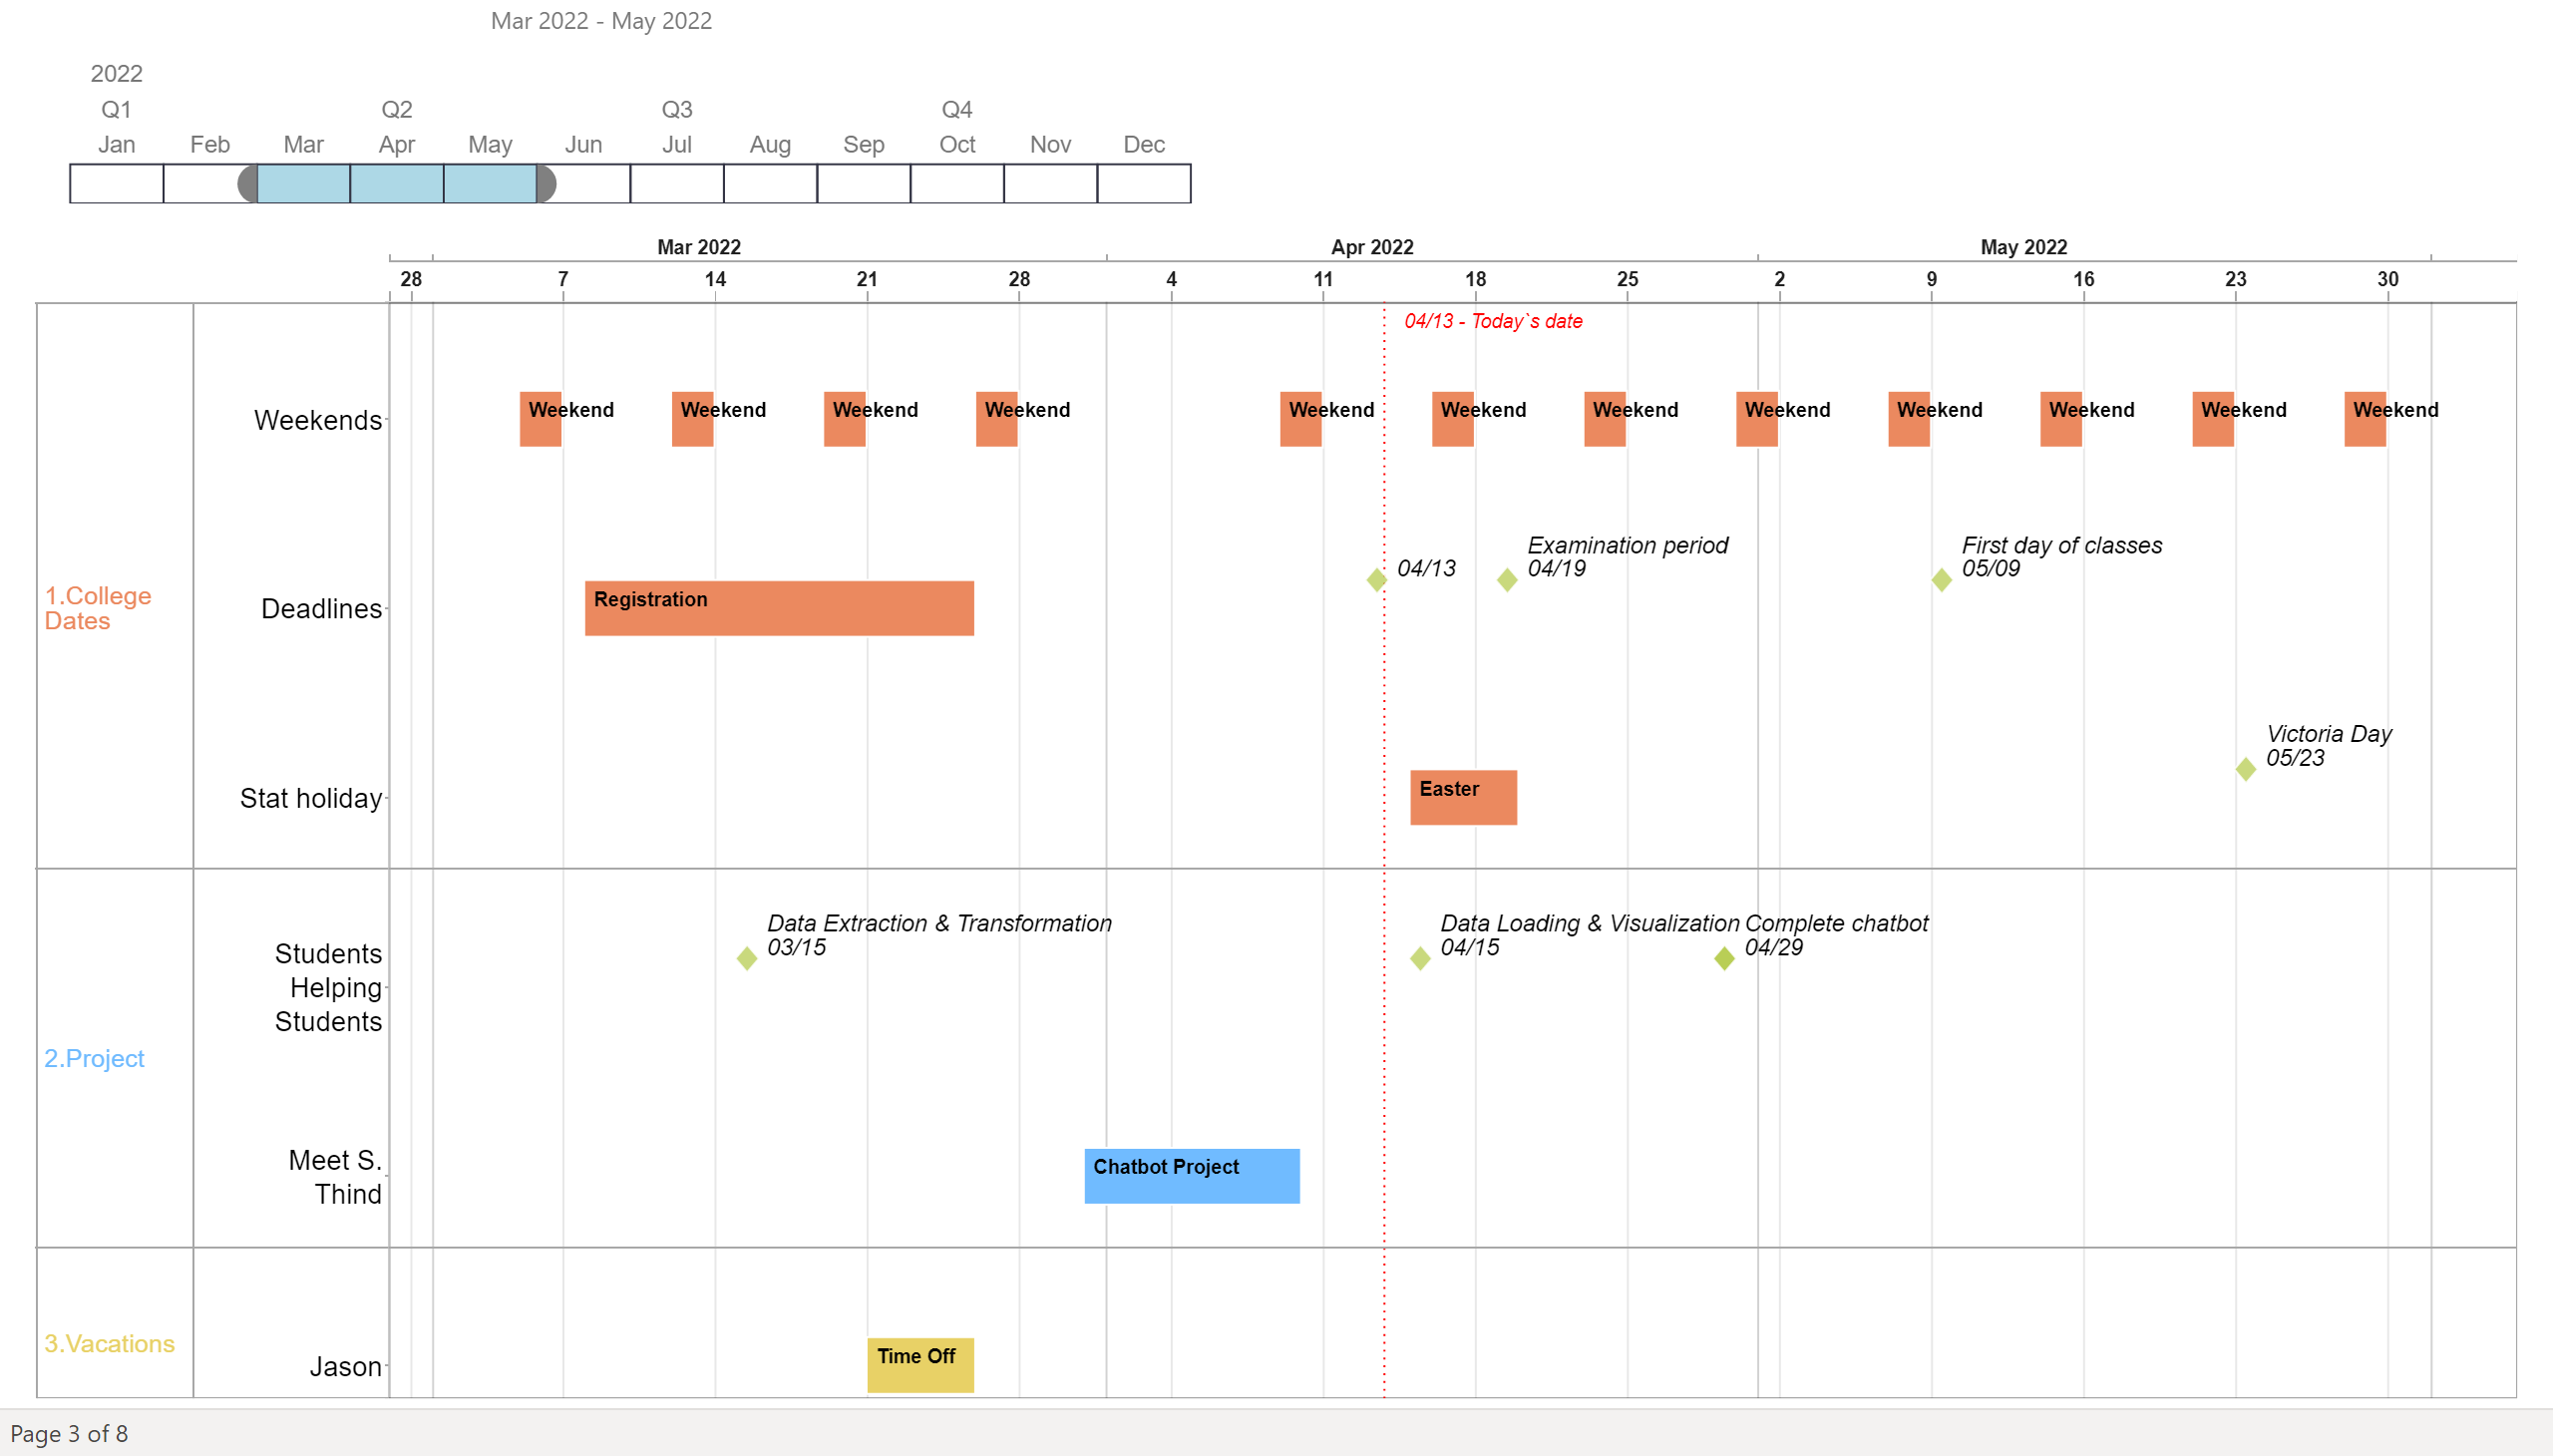 Mar 2022 - May 2022
2022
Q1 Q2 Q3 Q4
Jan Feb Mar Apr May Jun Jul Aug Sep Oct Nov Dec
Mar 2022 Apr 2022 May 2022
28 7 14 21 28 4 11 18 25 2 9 16 23 30
04/13 - Today`s date
Weekends
Weekend Weekend Weekend Weekend Weekend Weekend Weekend Weekend Weekend Weekend Weekend Weekend
1.College
Dates
Deadlines
Registration
04/13
Examination period
04/19
First day of classes
05/09
Stat holiday
Easter
Victoria Day
05/23
2.Project
Students
Helping
Students
Data Extraction & Transformation
03/15
Data Loading & Visualization
04/15
Complete chatbot
04/29
Meet S.
Thind
Chatbot Project
3.Vacations
Jason
Time Off
Page 3 of 8